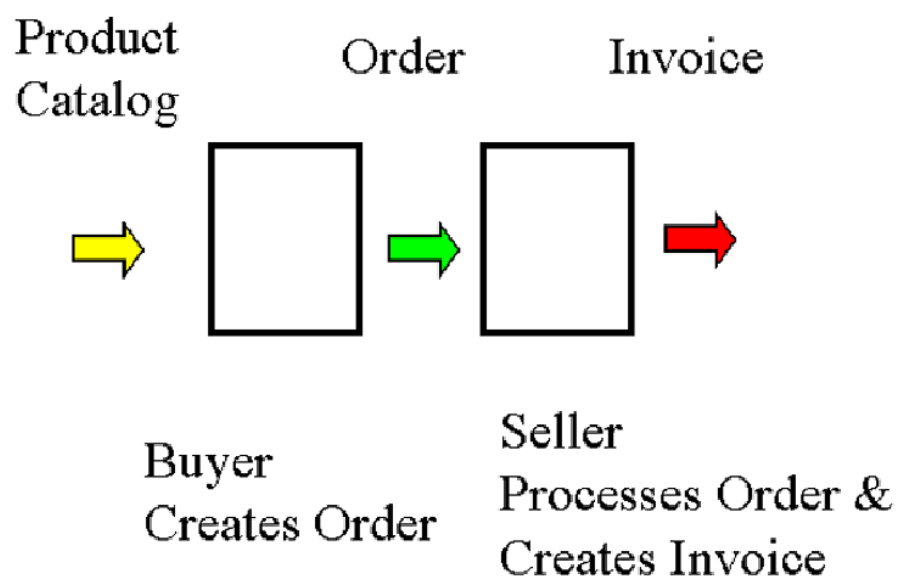 Product
Catalog
Order
Invoice
Buyer
Creates Order
Seller
Processes Order &
Creates Invoice